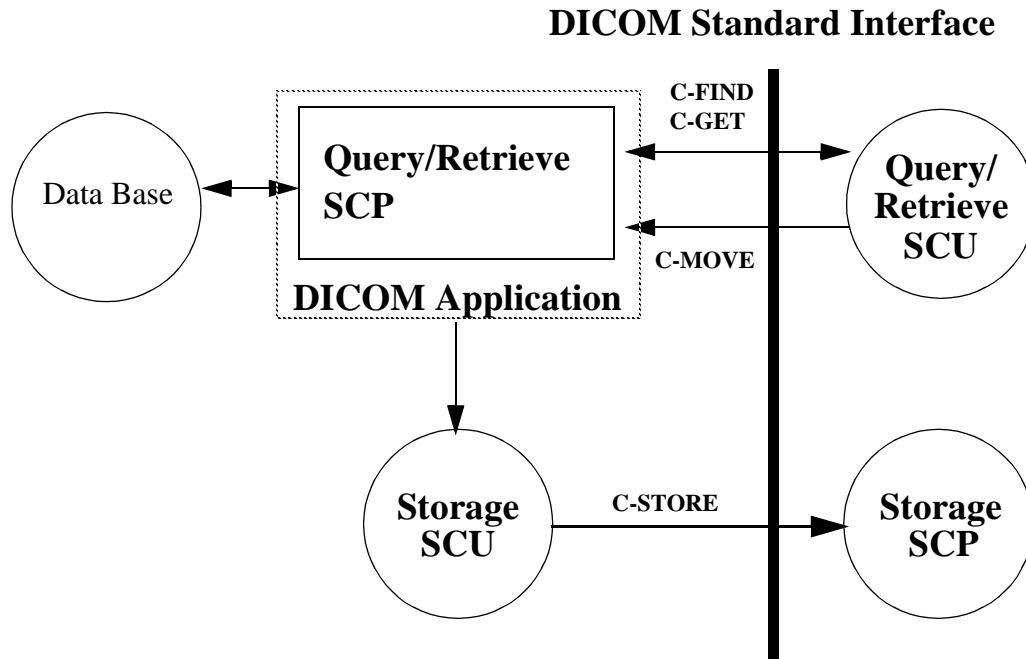 DICOM Standard Interface
C-FIND
C-GET
Data Base
Query/Retrieve
SCP
Query/
Retrieve
SCU
C-MOVE
DICOM Application
Storage
SCU
C-STORE
Storage
SCP